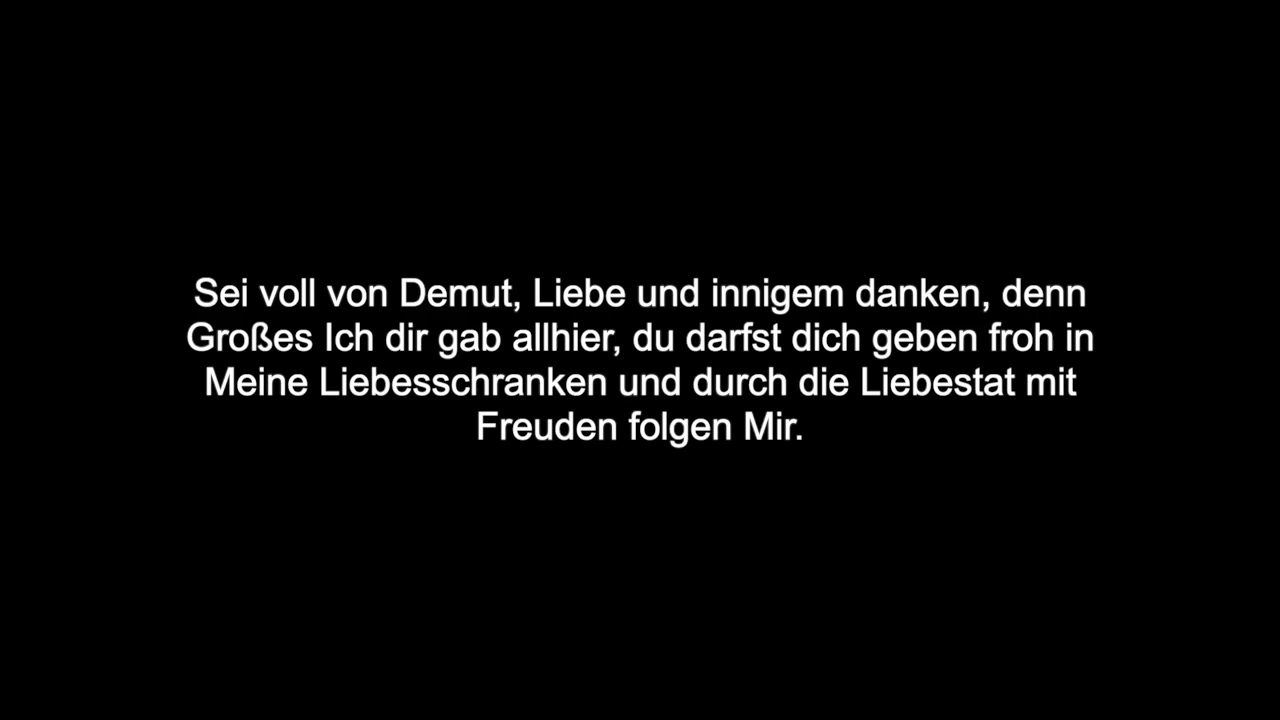 Sei voll von Demut, Liebe und innigem danken, denn
Großes Ich dir gab allhier, du darfst dich geben froh in
Meine Liebesschranken und durch die Liebestat mit
Freuden folgen Mir.